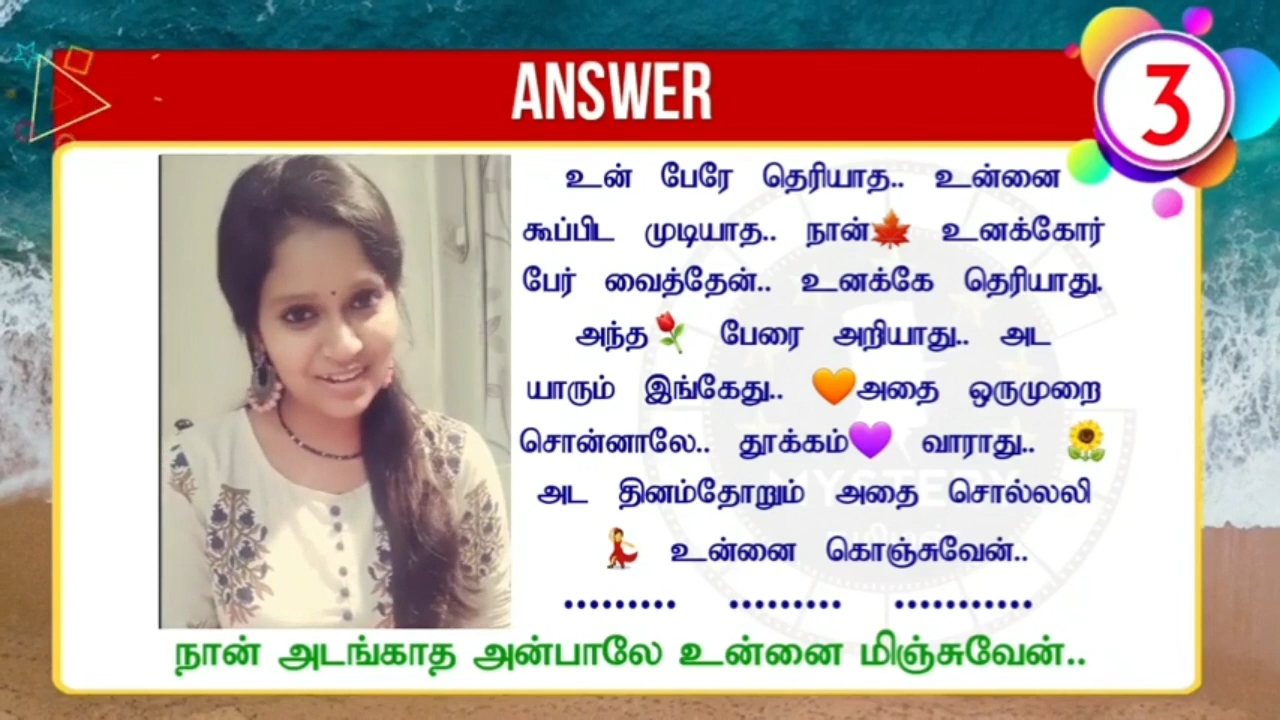 ANSWER
3
உன் பேரே தெரியாத.. உன்னை
கூப்பிட முடியாத.. நான்🍁 உனக்கோர்
பேர் வைத்தேன்.. உனக்கே தெரியாது.
அந்த🌹 பேரை அறியாது.. அட
யாரும் இங்கேது.. 🧡அதை ஒருமுறை
சொன்னாலே.. தூக்கம்💜 வாராது.. 🌻
அட தினம்தோறும் அதை சொல்லலி
💃 உன்னை கொஞ்சுவேன்..
......... ......... ...........
நான் அடங்காத அன்பாலே உன்னை மிஞ்சுவேன்..